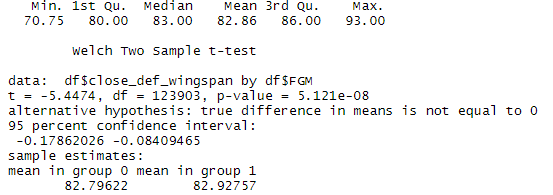 Min. 1st Qu. Median Mean 3rd Qu. Max.
70.75 80.00 83.00 82.86 86.00 93.00
Welch Two Sample t-test
data: df$close_def_wingspan by df$FGM
t = -5.4474, df = 123903, p-value = 5.121e-08
alternative hypothesis: true difference in means is not equal to 0
95 percent confidence interval:
-0.17862026 -0.08409465
sample estimates:
mean in group 0 mean in group 1
82.79622 82.92757